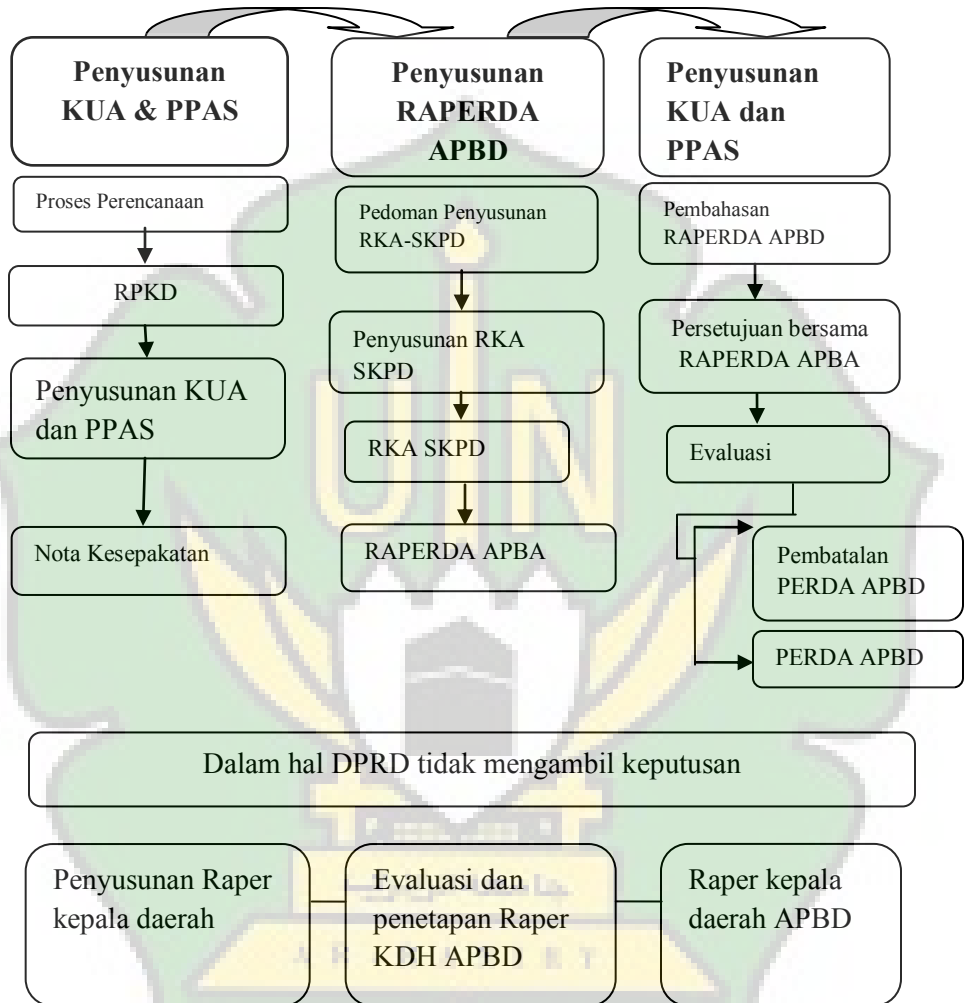 Penyusunan
KUA & PPAS
Proses Perencanaan
RPKD
Penyusunan KUA
dan PPAS
Nota Kesepakatan
Penyusunan
RAPERDA
APBD
Pedoman Penyusunan
RKA-SKPD
Penyusunan RKA
SKPD
RKA SKPD
RAPERDA APBA
Penyusunan
KUA dan
PPAS
Pembahasan
RAPERDA APBD
Persetujuan bersama
RAPERDA APBA
Evaluasi
Pembatalan
PERDA APBD
PERDA APBD
Dalam hal DPRD tidak mengambil keputusan
Penyusunan Raper
kepala daerah
Evaluasi dan
penetapan Raper
KDH APBD
Raper kepala
daerah APBD
UIN